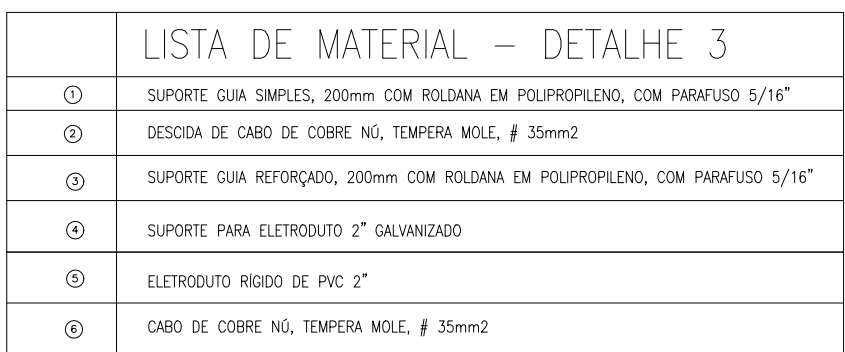 LISTA DE MATERIAL – DETALHE 3
1 SUPORTE GUIA SIMPLES, 200mm COM ROLDANA EM POLIPROPILENO, COM PARAFUSO 5/16"
2 DESCIDA DE CABO DE COBRE NÚ, TEMPERA MOLE, # 35mm2
3 SUPORTE GUIA REFORÇADO, 200mm COM ROLDANA EM POLIPROPILENO, COM PARAFUSO 5/16"
4 SUPORTE PARA ELETRODUTO 2" GALVANIZADO
5 ELETRODUTO RÍGIDO DE PVC 2"
6 CABO DE COBRE NÚ, TEMPERA MOLE, # 35mm2